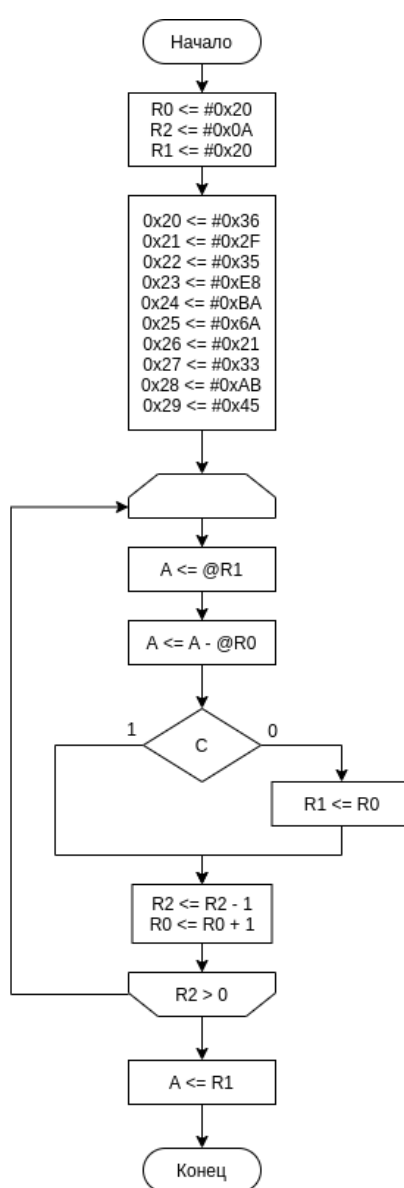 Начало
R0 <= #0x20
R2 <= #0x0A
R1 <= #0x20
0x20 <= #0x36
0x21 <= #0x2F
0x22 <= #0x35
0x23 <= #0xE8
0x24 <= #0xBA
0x25 <= #0x6A
0x26 <= #0x21
0x27 <= #0x33
0x28 <= #0xAB
0x29 <= #0x45
A <= @R1
A <= A - @R0
1
C
0
R1 <= R0
R2 <= R2 - 1
R0 <= R0 + 1
R2 > 0
A <= R1
Конец